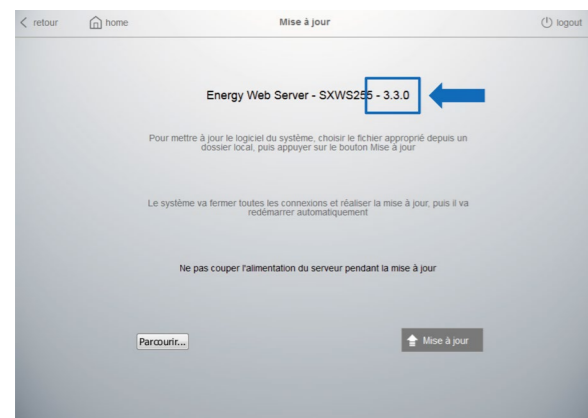 retour home Mise à jour logout
Energy Web Server - SXWS255 - 3.3.0
Pour mettre à jour le logiciel du système, choisir le fichier approprié depuis un
dossier local, puis appuyer sur le bouton Mise à jour
Le système va fermer toutes les connexions et réaliser la mise à jour, puis il va
redémarrer automatiquement
Ne pas couper l'alimentation du serveur pendant la mise à jour
Parcourir... Mise à jour